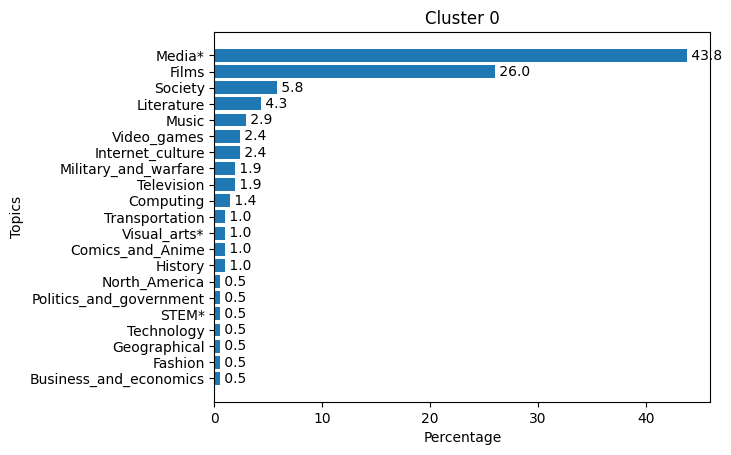 Cluster 0
Media* 43.8
Films 26.0
Society 5.8
Literature 4.3
Music 2.9
Video_games 2.4
Internet_culture 2.4
Military_and_warfare 1.9
Television 1.9
Computing 1.4
Transportation 1.0
Visual_arts* 1.0
Comics_and_Anime 1.0
History 1.0
North_America 0.5
Politics_and_government 0.5
STEM* 0.5
Technology 0.5
Geographical 0.5
Fashion 0.5
Business_and_economics 0.5
Topics
0 10 20 30 40
Percentage